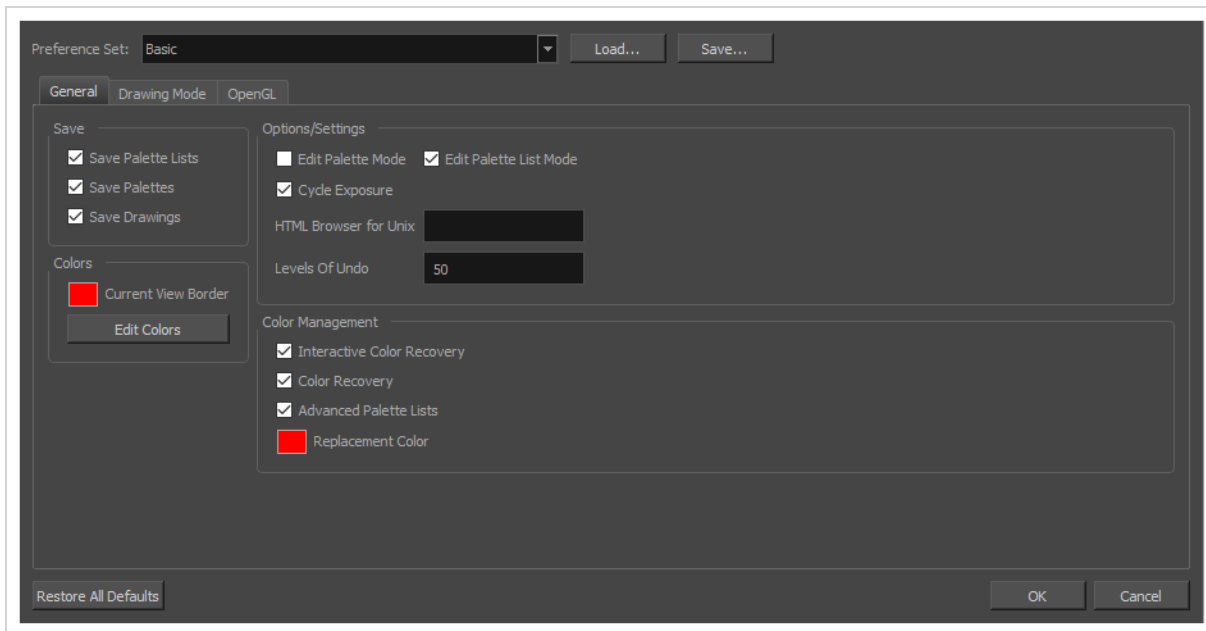 Preference Set: Basic Load... Save...
General Drawing Mode OpenGL
Save
Save Palette Lists
Save Palettes
Save Drawings
Colors
Current View Border
Edit Colors
Options/Settings
Edit Palette Mode Edit Palette List Mode
Cycle Exposure
HTML Browser for Unix
Levels Of Undo 50
Color Management
Interactive Color Recovery
Color Recovery
Advanced Palette Lists
Replacement Color
Restore All Defaults OK Cancel